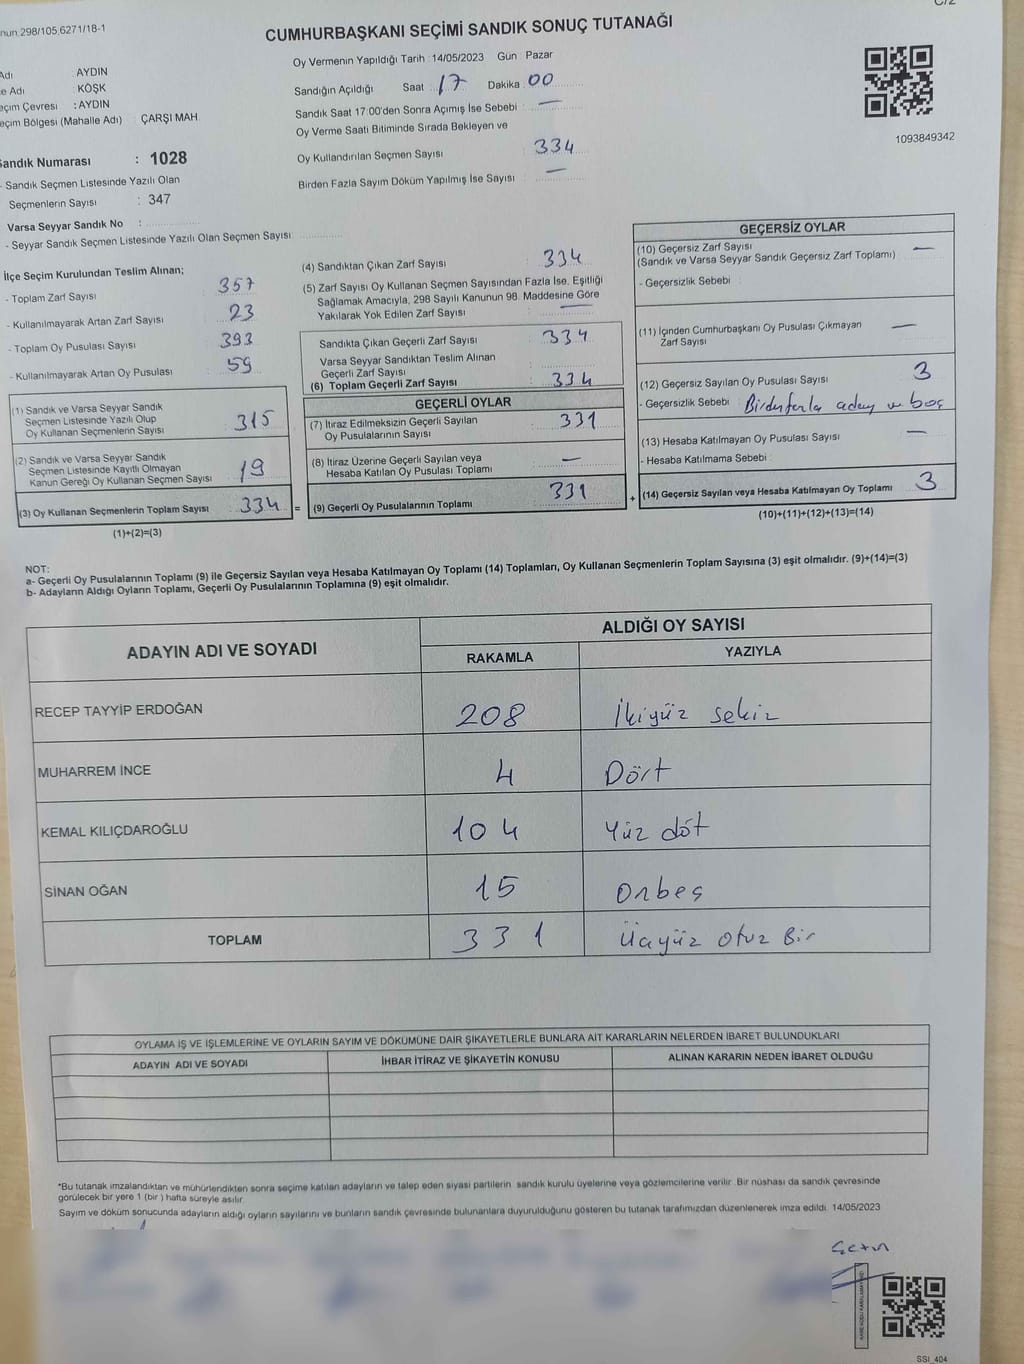 nun 298/105,6271/18-1
CUMHURBAŞKANI SEÇİMİ SANDIK SONUÇ TUTANAĞI
Adı : AYDIN
e Adı : KÖŞK
eçim Çevresi : AYDIN
eçim Bölgesi (Mahalle Adı) : ÇARŞI MAH.
Sandık Numarası : 1028
- Sandık Seçmen Listesinde Yazılı Olan
Seçmenlerin Sayısı : 347
Varsa Seyyar Sandık No :
- Seyyar Sandık Seçmen Listesinde Yazılı Olan Seçmen Sayısı:
Oy Vermenin Yapıldığı Tarih : 14/05/2023 Gün Pazar
Sandığın Açıldığı Saat 17 Dakika 00
Sandık Saat 17:00'den Sonra Açımış İse Sebebi : —
Oy Verme Saati Bitiminde Sırada Bekleyen ve
Oy Kullandırılan Seçmen Sayısı : 334
Birden Fazla Sayım Döküm Yapılmış İse Sayısı : —
1093849342
İlçe Seçim Kurulundan Teslim Alınan;
- Toplam Zarf Sayısı : 357
- Kullanılmayarak Artan Zarf Sayısı : 23
- Toplam Oy Pusulası Sayısı : 393
- Kullanılmayarak Artan Oy Pusulası : 59
(1) Sandık ve Varsa Seyyar Sandık
Seçmen Listesinde Yazılı Olup
Oy Kullanan Seçmenlerin Sayısı : 315
(2) Sandık ve Varsa Seyyar Sandık
Seçmen Listesinde Kayıtlı Olmayan
Kanun Gereği Oy Kullanan Seçmen Sayısı : 19
(3) Oy Kullanan Seçmenlerin Toplam Sayısı : 334 =
(1)+(2)=(3)
(4) Sandıktan Çıkan Zarf Sayısı : 334
(5) Zarf Sayısı Oy Kullanan Seçmen Sayısından Fazla İse, Eşitliği
Sağlamak Amacıyla, 298 Sayılı Kanunun 98. Maddesine Göre
Yakılarak Yok Edilen Zarf Sayısı : —
Sandıkta Çıkan Geçerli Zarf Sayısı : 334
Varsa Seyyar Sandıktan Teslim Alınan
Geçerli Zarf Sayısı :
(6) Toplam Geçerli Zarf Sayısı : 334
GEÇERLİ OYLAR
(7) İtiraz Edilmeksizin Geçerli Sayılan
Oy Pusulalarının Sayısı : 331
(8) İtiraz Üzerine Geçerli Sayılan veya
Hesaba Katılan Oy Pusulası Toplamı : —
(9) Geçerli Oy Pusulalarının Toplamı : 331 +
GEÇERSİZ OYLAR
(10) Geçersiz Zarf Sayısı —
(Sandık ve Varsa Seyyar Sandık Geçersiz Zarf Toplamı) :
- Geçersizlik Sebebi :
(11) İçinden Cumhurbaşkanı Oy Pusulası Çıkmayan
Zarf Sayısı : —
(12) Geçersiz Sayılan Oy Pusulası Sayısı : 3
- Geçersizlik Sebebi : Birdenfazla aday ve boş
(13) Hesaba Katılmayan Oy Pusulası Sayısı : —
- Hesaba Katılmama Sebebi :
(14) Geçersiz Sayılan veya Hesaba Katılmayan Oy Toplamı : 3
(10)+(11)+(12)+(13)=(14)
NOT:
a- Geçerli Oy Pusulalarının Toplamı (9) ile Geçersiz Sayılan veya Hesaba Katılmayan Oy Toplamı (14) Toplamları, Oy Kullanan Seçmenlerin Toplam Sayısına (3) eşit olmalıdır. (9)+(14)=(3)
b- Adayların Aldığı Oyların Toplamı, Geçerli Oy Pusulalarının Toplamına (9) eşit olmalıdır.
ADAYIN ADI VE SOYADI ALDIĞI OY SAYISI
RAKAMLA YAZIYLA
RECEP TAYYİP ERDOĞAN 208 İkiyüz sekiz
MUHARREM İNCE 4 Dört
KEMAL KILIÇDAROĞLU 104 Yüz döt
SİNAN OĞAN 15 Onbeş
TOPLAM 331 Üçyüz otuz Bir
OYLAMA İŞ VE İŞLEMLERİNE VE OYLARIN SAYIM VE DÖKÜMÜNE DAİR ŞİKAYETLERLE BUNLARA AİT KARARLARIN NELERDEN İBARET BULUNDUKLARI
ADAYIN ADI VE SOYADI İHBAR İTİRAZ VE ŞİKAYETİN KONUSU ALINAN KARARIN NEDEN İBARET OLDUĞU
*Bu tutanak imzalandıktan ve mühürlendikten sonra seçime katılan adayların ve talep eden siyasi partilerin sandık kurulu üyelerine veya gözlemcilerine verilir. Bir nüshası da sandık çevresinde
görülecek bir yere 1 (bir ) hafta süreyle asılır.
Sayım ve döküm sonucunda adayların aldığı oyların sayılarını ve bunların sandık çevresinde bulunanlara duyurulduğunu gösteren bu tutanak tarafımızdan düzenlenerek imza edildi. 14/05/2023
Çetin
SSI_404